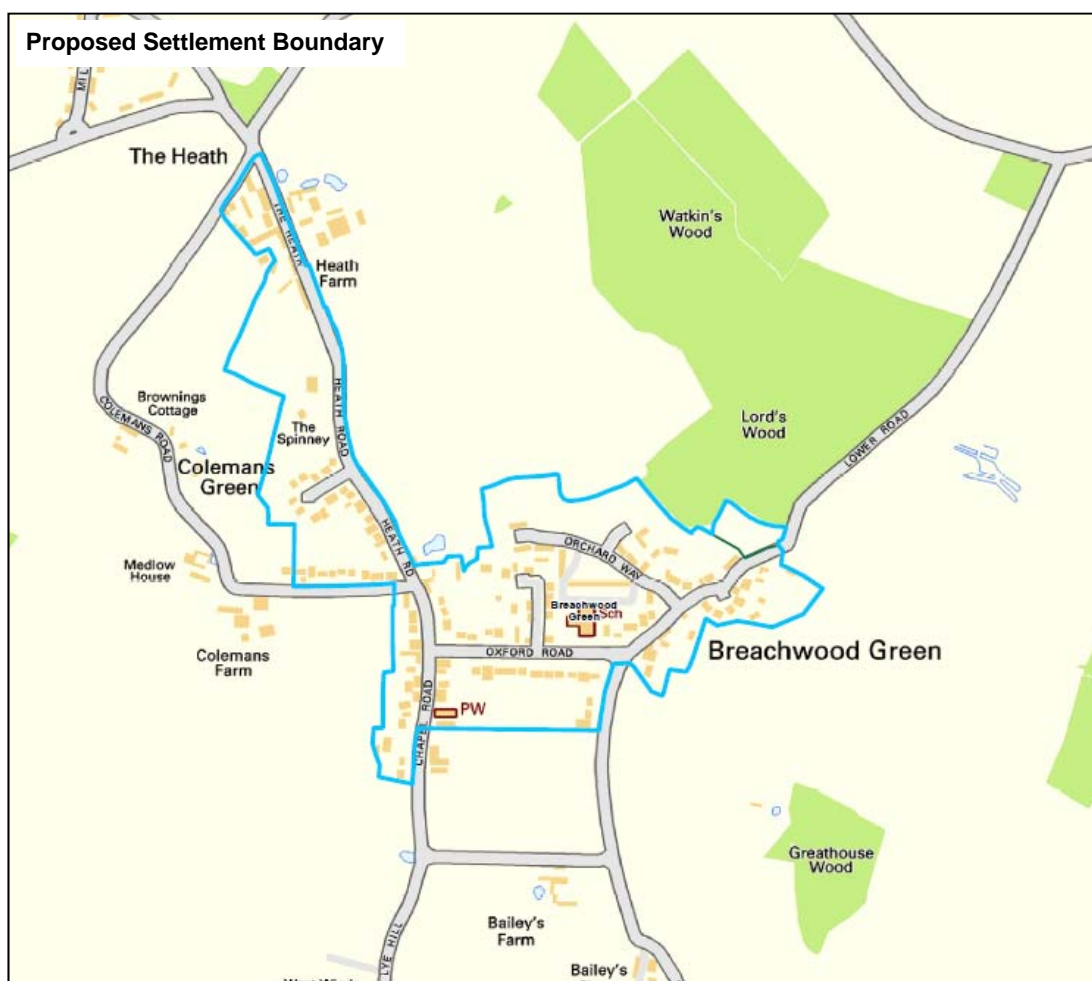 Proposed Settlement Boundary
MIL
The Heath
THE HEATH
Watkin's
Wood
Heath
Farm
Brownings
Cottage
COLEMANS ROAD
HEATH ROAD
The
Spinney
Lord's
Wood
LOWER ROAD
Colemans
Green
HEATH RD
ORCHARD WAY
Medlow
House
Breachwood
Green
Sch
Colemans
Farm
OXFORD ROAD
Breachwood Green
CHAPEL ROAD
PW
Greathouse
Wood
Bailey's
Farm
LYE HILL
Bailey's